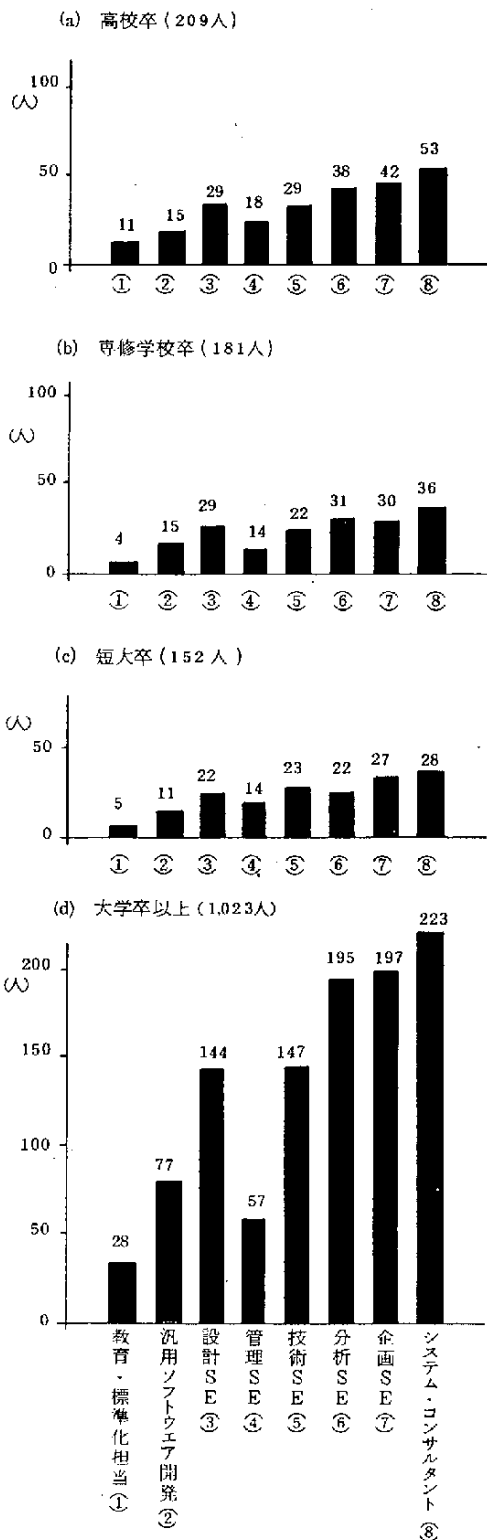 (a) 高校卒(209人)
100
(人)
50
0
11 15 29 18 29 38 42 53
① ② ③ ④ ⑤ ⑥ ⑦ ⑧
(b) 専修学校卒(181人)
100
(人)
50
0
4 15 29 14 22 31 30 36
① ② ③ ④ ⑤ ⑥ ⑦ ⑧
(c) 短大卒(152人)
(人)
50
0
5 11 22 14 23 22 27 28
① ② ③ ④ ⑤ ⑥ ⑦ ⑧
(d) 大学卒以上(1,023人)
200
(人)
150
100
50
0
28 77 144 57 147 195 197 223
教育・標準化相当①
汎用ソフトウエア開発②
設計SE③
管理SE④
技術SE⑤
分析SE⑥
企画SE⑦
システム・コンサルタント⑧